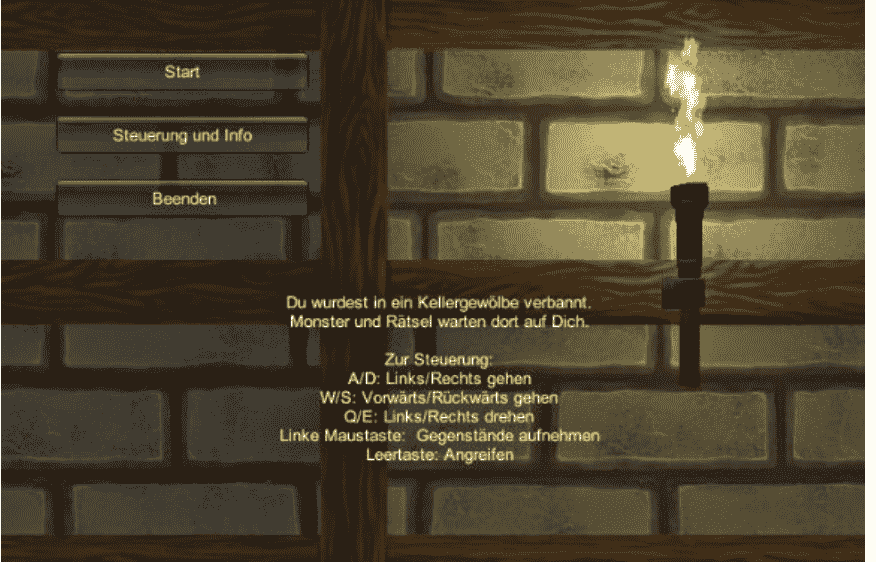 Start
Steuerung und Info
Beenden
Du wurdest in ein Kellergewölbe verbannt.
Monster und Rätsel warten dort auf Dich.
Zur Steuerung:
A/D: Links/Rechts gehen
W/S: Vorwärts/Rückwärts gehen
Q/E: Links/Rechts drehen
Linke Maustaste: Gegenstände aufnehmen
Leertaste: Angreifen